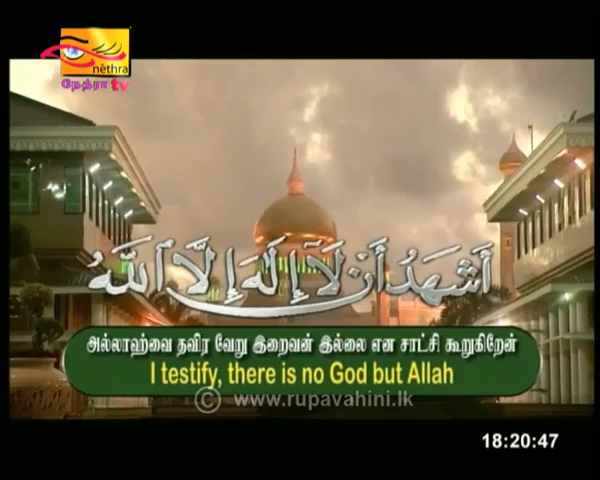 nēthra
நேத்ரா tv
أَشْهَدُ أَنْ لَا إِلَهَ إِلَّا ٱللَّهُ
அல்லாஹ்வை தவிர வேறு இறைவன் இல்லை என சாட்சி கூறுகிறேன்
I testify, there is no God but Allah
© www.rupavahini.lk
18:20:47